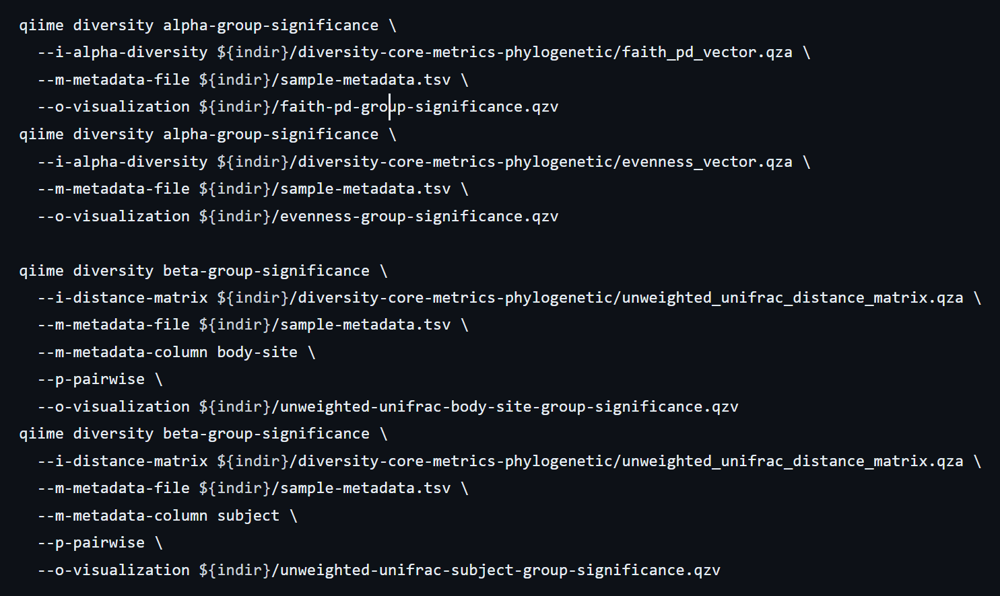 qiime diversity alpha-group-significance \
  --i-alpha-diversity ${indir}/diversity-core-metrics-phylogenetic/faith_pd_vector.qza \
  --m-metadata-file ${indir}/sample-metadata.tsv \
  --o-visualization ${indir}/faith-pd-group-significance.qzv
qiime diversity alpha-group-significance \
  --i-alpha-diversity ${indir}/diversity-core-metrics-phylogenetic/evenness_vector.qza \
  --m-metadata-file ${indir}/sample-metadata.tsv \
  --o-visualization ${indir}/evenness-group-significance.qzv

qiime diversity beta-group-significance \
  --i-distance-matrix ${indir}/diversity-core-metrics-phylogenetic/unweighted_unifrac_distance_matrix.qza \
  --m-metadata-file ${indir}/sample-metadata.tsv \
  --m-metadata-column body-site \
  --p-pairwise \
  --o-visualization ${indir}/unweighted-unifrac-body-site-group-significance.qzv
qiime diversity beta-group-significance \
  --i-distance-matrix ${indir}/diversity-core-metrics-phylogenetic/unweighted_unifrac_distance_matrix.qza \
  --m-metadata-file ${indir}/sample-metadata.tsv \
  --m-metadata-column subject \
  --p-pairwise \
  --o-visualization ${indir}/unweighted-unifrac-subject-group-significance.qzv